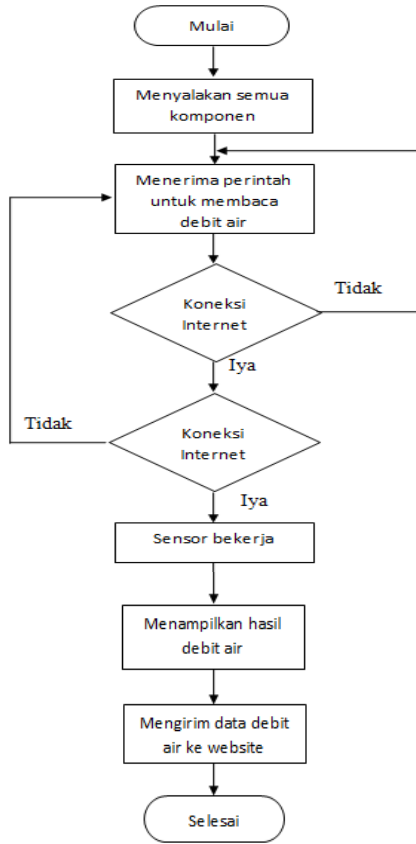 Mulai
Menyalakan semua
komponen
Menerima perintah
untuk membaca
debit air
Koneksi
Internet
Tidak
Iya
Koneksi
Internet
Tidak
Iya
Sensor bekerja
Menampilkan hasil
debit air
Mengirim data debit
air ke website
Selesai